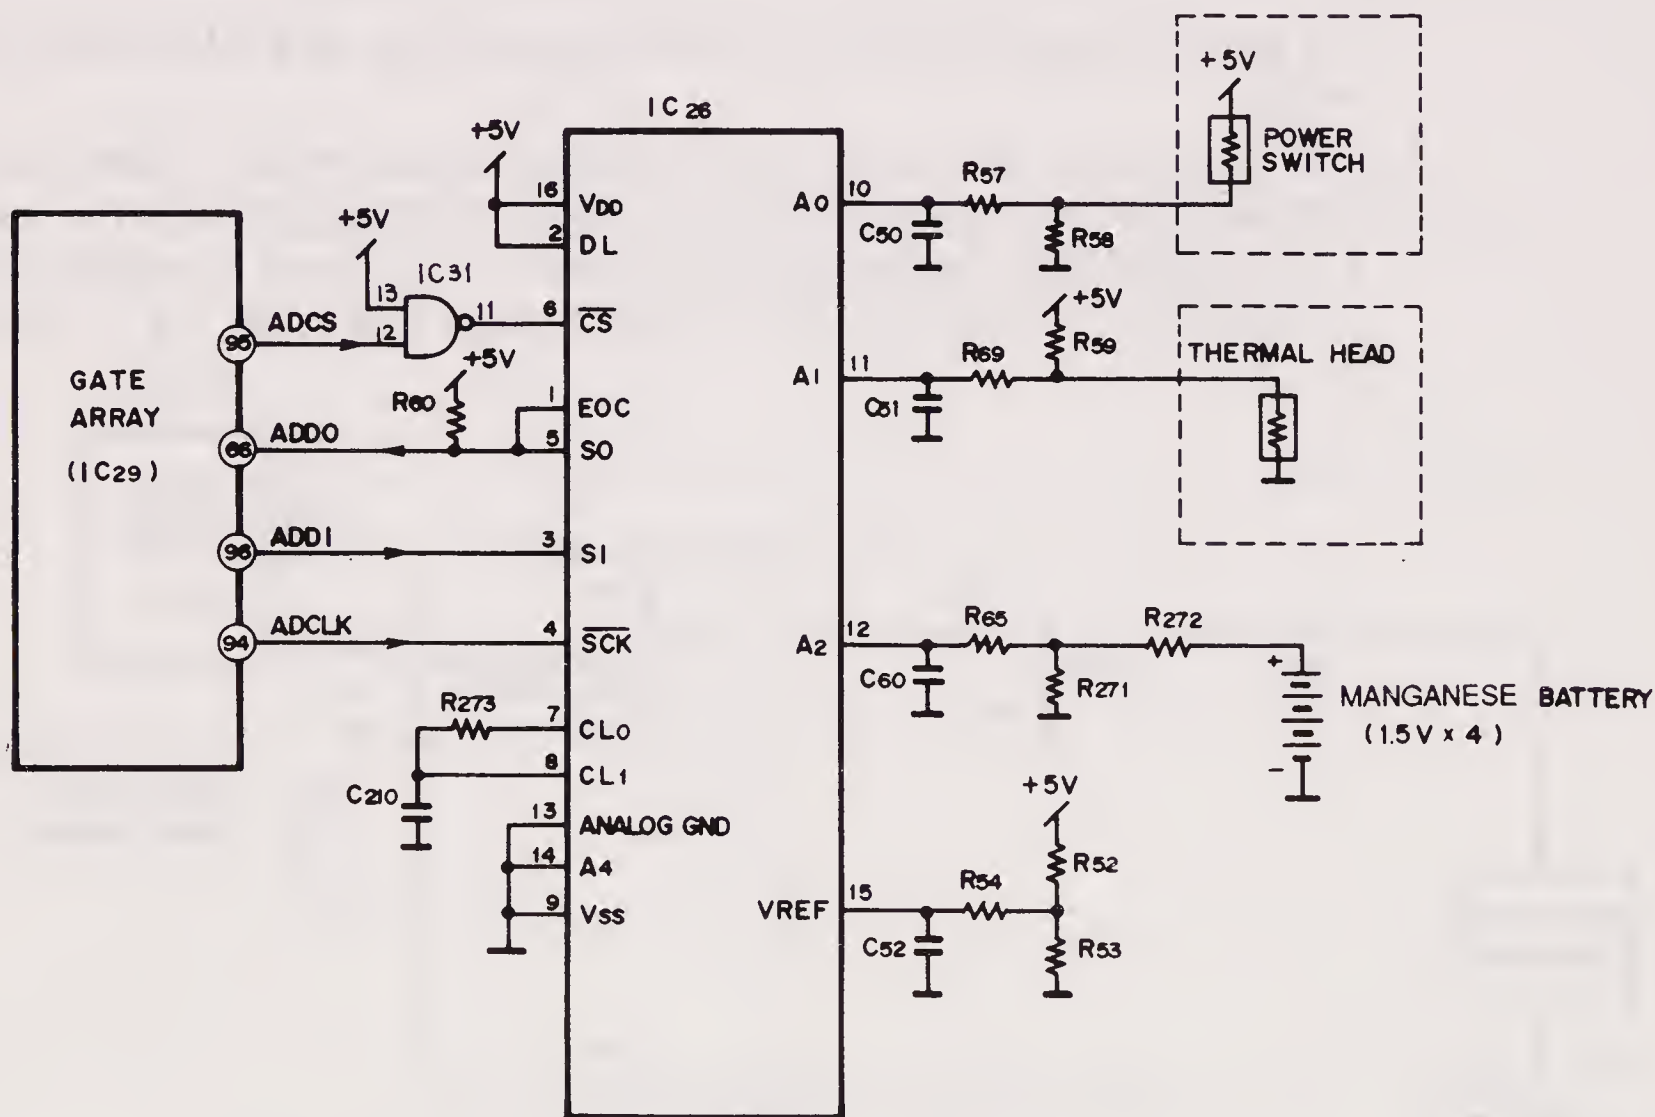 IC26
+5V
POWER
SWITCH
+5V
16
VDD
2
DL
+5V
IC31
13
12
11
6
CS
95
ADCS
GATE
ARRAY
(IC29)
+5V
R60
1
EOC
66
ADDO
5
SO
96
ADDI
3
SI
94
ADCLK
4
SCK
R273
7
CLO
8
CL1
C210
13
ANALOG GND
14
A4
9
VSS
A0
10
R57
C50
R58
+5V
R59
THERMAL HEAD
A1
11
R69
C51
A2
12
R65
R272
C60
R271
+
MANGANESE BATTERY
(1.5V x 4)
-
+5V
R52
VREF
15
R54
C52
R53